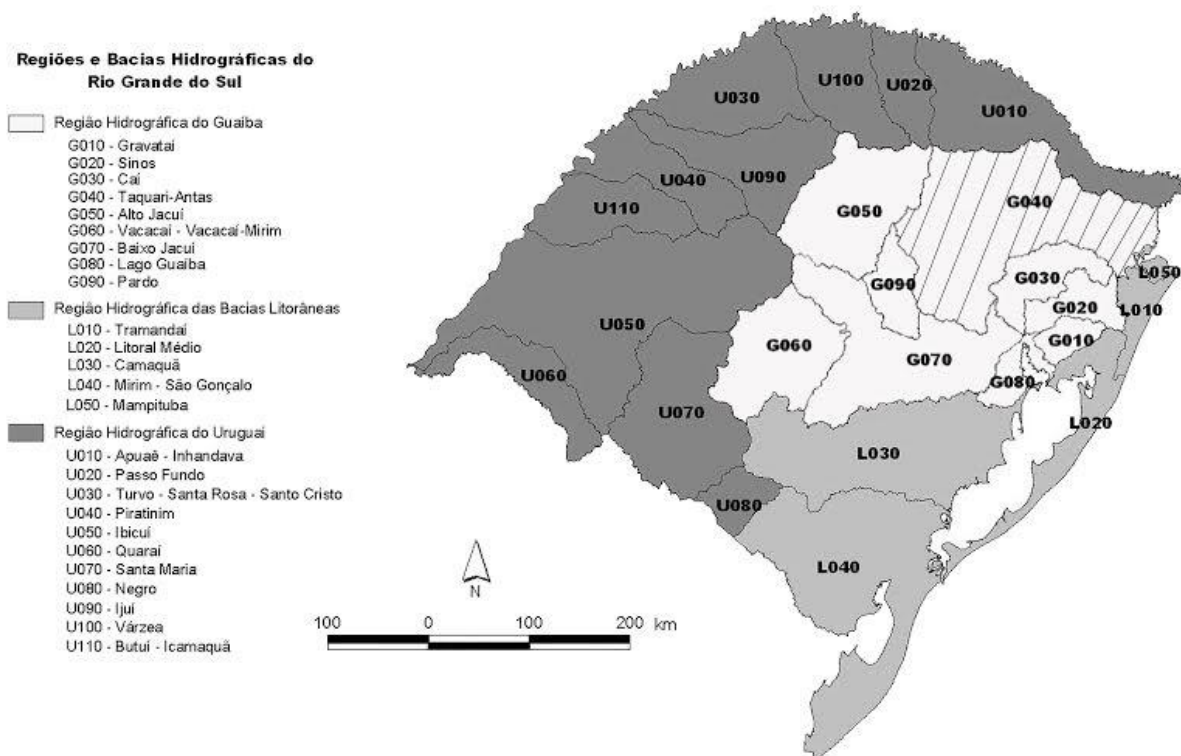 Regiões e Bacias Hidrográficas do
Rio Grande do Sul
Região Hidrográfica do Guaíba
G010 - Gravataí
G020 - Sinos
G030 - Caí
G040 - Taquari-Antas
G050 - Alto Jacuí
G060 - Vacacaí - Vacacaí-Mirim
G070 - Baixo Jacuí
G080 - Lago Guaíba
G090 - Pardo
Região Hidrográfica das Bacias Litorâneas
L010 - Tramandaí
L020 - Litoral Médio
L030 - Camaquã
L040 - Mirim - São Gonçalo
L050 - Mampituba
Região Hidrográfica do Uruguai
U010 - Apuaê - Inhandava
U020 - Passo Fundo
U030 - Turvo - Santa Rosa - Santo Cristo
U040 - Piratinim
U050 - Ibicuí
U060 - Quaraí
U070 - Santa Maria
U080 - Negro
U090 - Ijuí
U100 - Várzea
U110 - Butuí - Icamaquã
N
100 0 100 200 km
U030
U100
U020
U010
U040
U090
U110
G050
G040
G090
G030
L050
G020
L010
U050
G060
G070
G010
U060
G080
U070
L020
L030
U080
L040